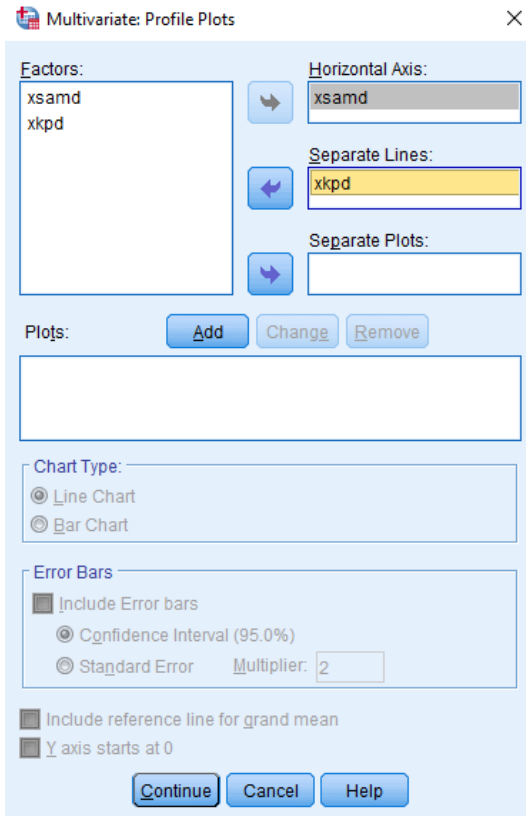 Multivariate: Profile Plots
Factors:
xsamd
xkpd
Horizontal Axis:
xsamd
Separate Lines:
xkpd
Separate Plots:
Plots: Add Change Remove
Chart Type:
Line Chart
Bar Chart
Error Bars
Include Error bars
Confidence Interval (95.0%)
Standard Error Multiplier: 2
Include reference line for grand mean
Y axis starts at 0
Continue Cancel Help